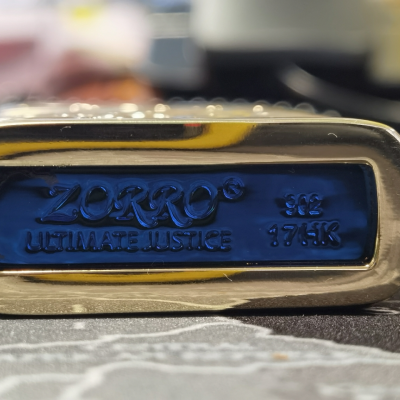 ZORRO®
ULTIMATE JUSTICE
902
17HK